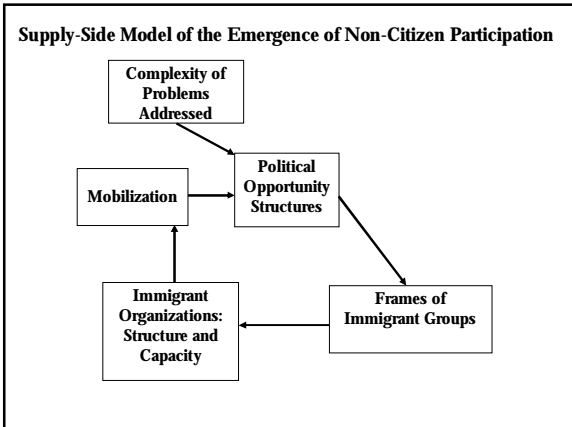 Supply-Side Model of the Emergence of Non-Citizen Participation
Complexity of
Problems
Addressed
Political
Opportunity
Structures
Mobilization
Immigrant
Organizations:
Structure and
Capacity
Frames of
Immigrant Groups